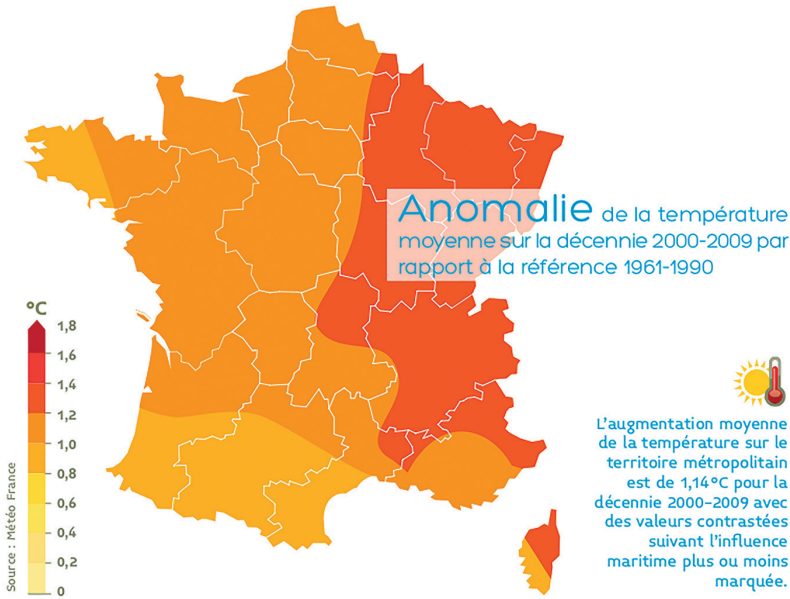 Anomalie de la température
moyenne sur la décennie 2000-2009 par
rapport à la référence 1961-1990
°C
1,8
1,6
1,4
1,2
1,0
0,8
0,6
0,4
0,2
0
Source : Météo France
L'augmentation moyenne
de la température sur le
territoire métropolitain
est de 1,14°C pour la
décennie 2000-2009 avec
des valeurs contrastées
suivant l'influence
maritime plus ou moins
marquée.